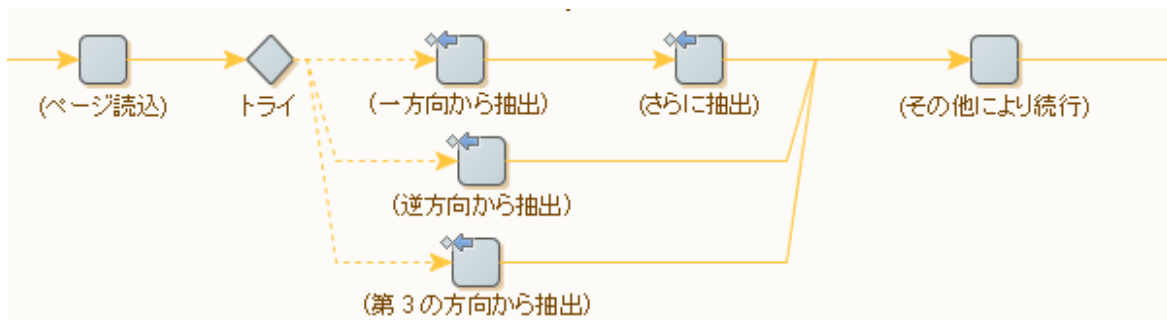 (ページ読込)
トライ
(一方向から抽出)
(さらに抽出)
(その他により続行)
(逆方向から抽出)
(第3の方向から抽出)